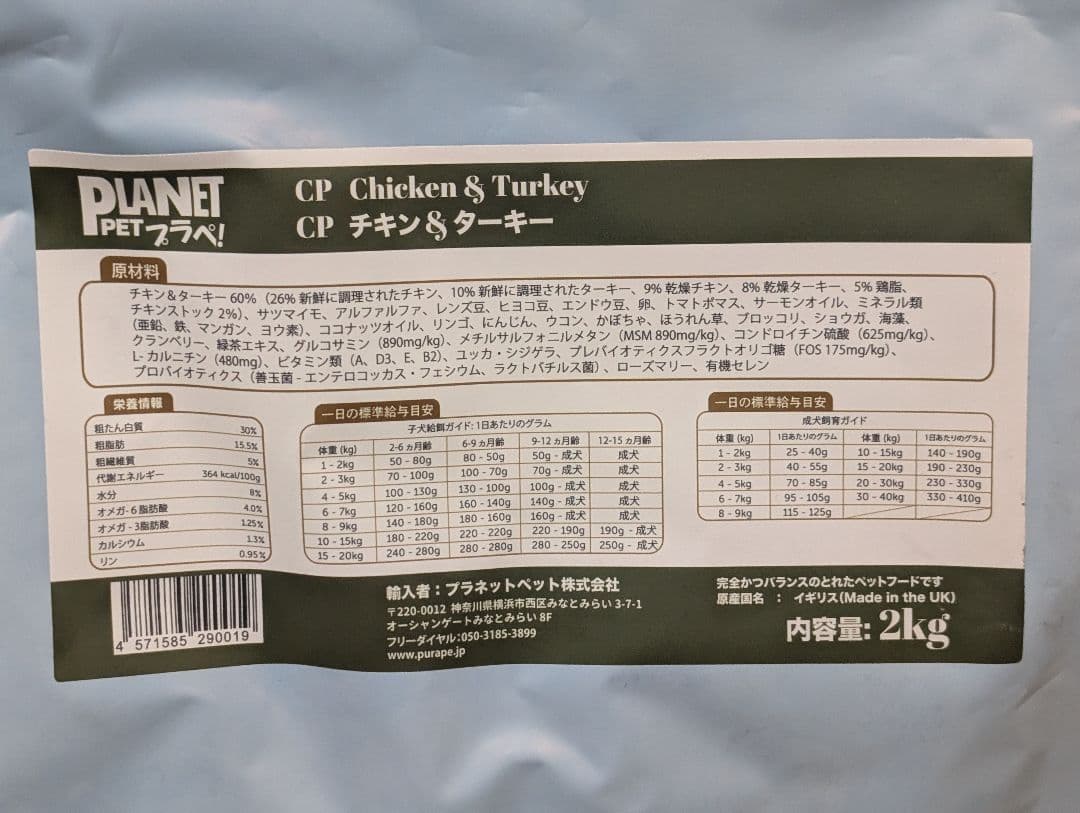 PLANET
PETプラペ!
CP Chicken & Turkey
CP チキン&ターキー
原材料
チキン&ターキー 60%（26% 新鮮に調理されたチキン、10% 新鮮に調理されたターキー、9% 乾燥チキン、8% 乾燥ターキー、5% 鶏脂、
チキンストック 2%）、サツマイモ、アルファルファ、レンズ豆、ヒヨコ豆、エンドウ豆、卵、トマトポマス、サーモンオイル、ミネラル類
（亜鉛、鉄、マンガン、ヨウ素）、ココナッツオイル、リンゴ、にんじん、ウコン、かぼちゃ、ほうれん草、ブロッコリ、ショウガ、海藻、
クランベリー、緑茶エキス、グルコサミン（890mg/kg）、メチルサルフォニルメタン（MSM 890mg/kg）、コンドロイチン硫酸（625mg/kg）、
L- カルニチン（480mg）、ビタミン類（A、D3、E、B2）、ユッカ・シジゲラ、プレバイオティクスフラクトオリゴ糖（FOS 175mg/kg）、
プロバイオティクス（善玉菌 - エンテロコッカス・フェシウム、ラクトバチルス菌）、ローズマリー、有機セレン
栄養情報
粗たん白質 30%
粗脂肪 15.5%
粗繊維質 5%
代謝エネルギー 364 kcal/100g
水分 8%
オメガ - 6 脂肪酸 4.0%
オメガ - 3脂肪酸 1.25%
カルシウム 1.3%
リン 0.95%
一日の標準給与目安
子犬給餌ガイド: 1日あたりのグラム
体重 (kg) 2-6 カ月齢 6-9 カ月齢 9-12 カ月齢 12-15 カ月齢
1 - 2kg 50 - 80g 80 - 50g 50g - 成犬 成犬
2 - 3kg 70 - 100g 100 - 70g 70g - 成犬 成犬
4 - 5kg 100 - 130g 130 - 100g 100g - 成犬 成犬
6 - 7kg 120 - 160g 160 - 140g 140g - 成犬 成犬
8 - 9kg 140 - 180g 180 - 160g 160g - 成犬 成犬
10 - 15kg 180 - 220g 220 - 220g 220 - 190g 190g - 成犬
15 - 20kg 240 - 280g 280 - 280g 280 - 250g 250g - 成犬
一日の標準給与目安
成犬飼育ガイド
体重 (kg) 1日あたりのグラム 体重 (kg) 1日あたりのグラム
1 - 2kg 25 - 40g 10 - 15kg 140 - 190g
2 - 3kg 40 - 55g 15 - 20kg 190 - 230g
4 - 5kg 70 - 85g 20 - 30kg 230 - 330g
6 - 7kg 95 - 105g 30 - 40kg 330 - 410g
8 - 9kg 115 - 125g
4 571585 290019
輸入者：プラネットペット株式会社
〒220-0012 神奈川県横浜市西区みなとみらい 3-7-1
オーシャンゲートみなとみらい 8F
フリーダイヤル:050-3185-3899
www.purape.jp
完全かつバランスのとれたペットフードです
原産国名 ： イギリス(Made in the UK)
内容量: 2kg